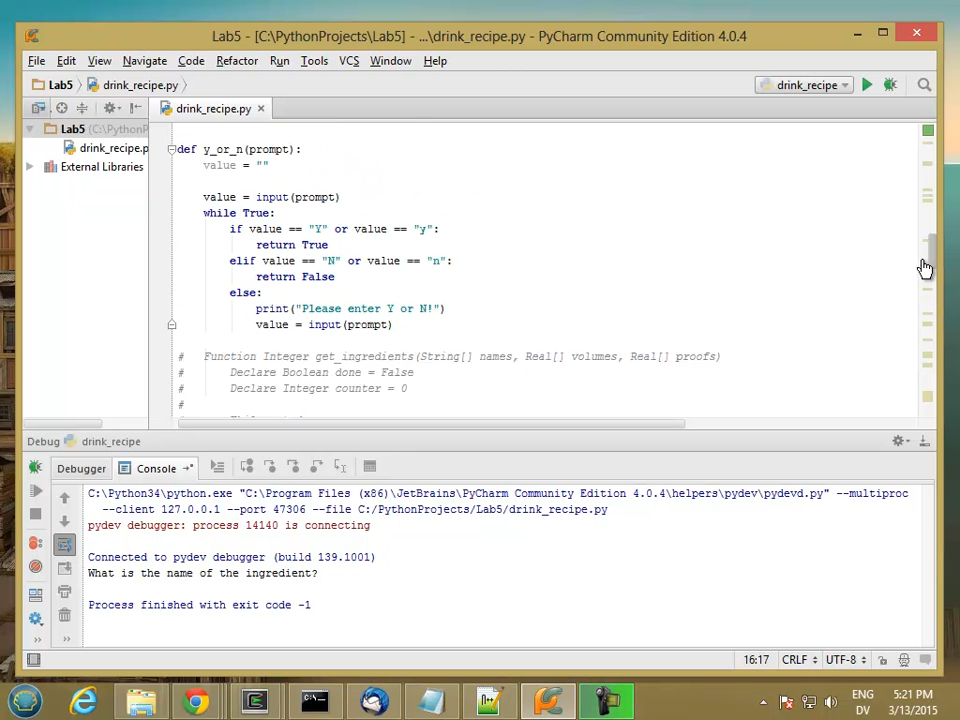 Lab5 - [C:\PythonProjects\Lab5] - ...\drink_recipe.py - PyCharm Community Edition 4.0.4
File Edit View Navigate Code Refactor Run Tools VCS Window Help
Lab5 drink_recipe.py drink_recipe
drink_recipe.py
Lab5 (C:\PythonP
drink_recipe.p
External Libraries
def y_or_n(prompt):
value = ""
value = input(prompt)
while True:
if value == "Y" or value == "y":
return True
elif value == "N" or value == "n":
return False
else:
print("Please enter Y or N!")
value = input(prompt)
# Function Integer get_ingredients(String[] names, Real[] volumes, Real[] proofs)
# Declare Boolean done = False
# Declare Integer counter = 0
#
#
Debug drink_recipe
Debugger Console
C:\Python34\python.exe "C:\Program Files (x86)\JetBrains\PyCharm Community Edition 4.0.4\helpers\pydev\pydevd.py" --multiproc
--client 127.0.0.1 --port 47306 --file C:/PythonProjects/Lab5/drink_recipe.py
pydev debugger: process 14140 is connecting
Connected to pydev debugger (build 139.1001)
What is the name of the ingredient?
Process finished with exit code -1
16:17 CRLF UTF-8
ENG 5:21 PM
DV 3/13/2015